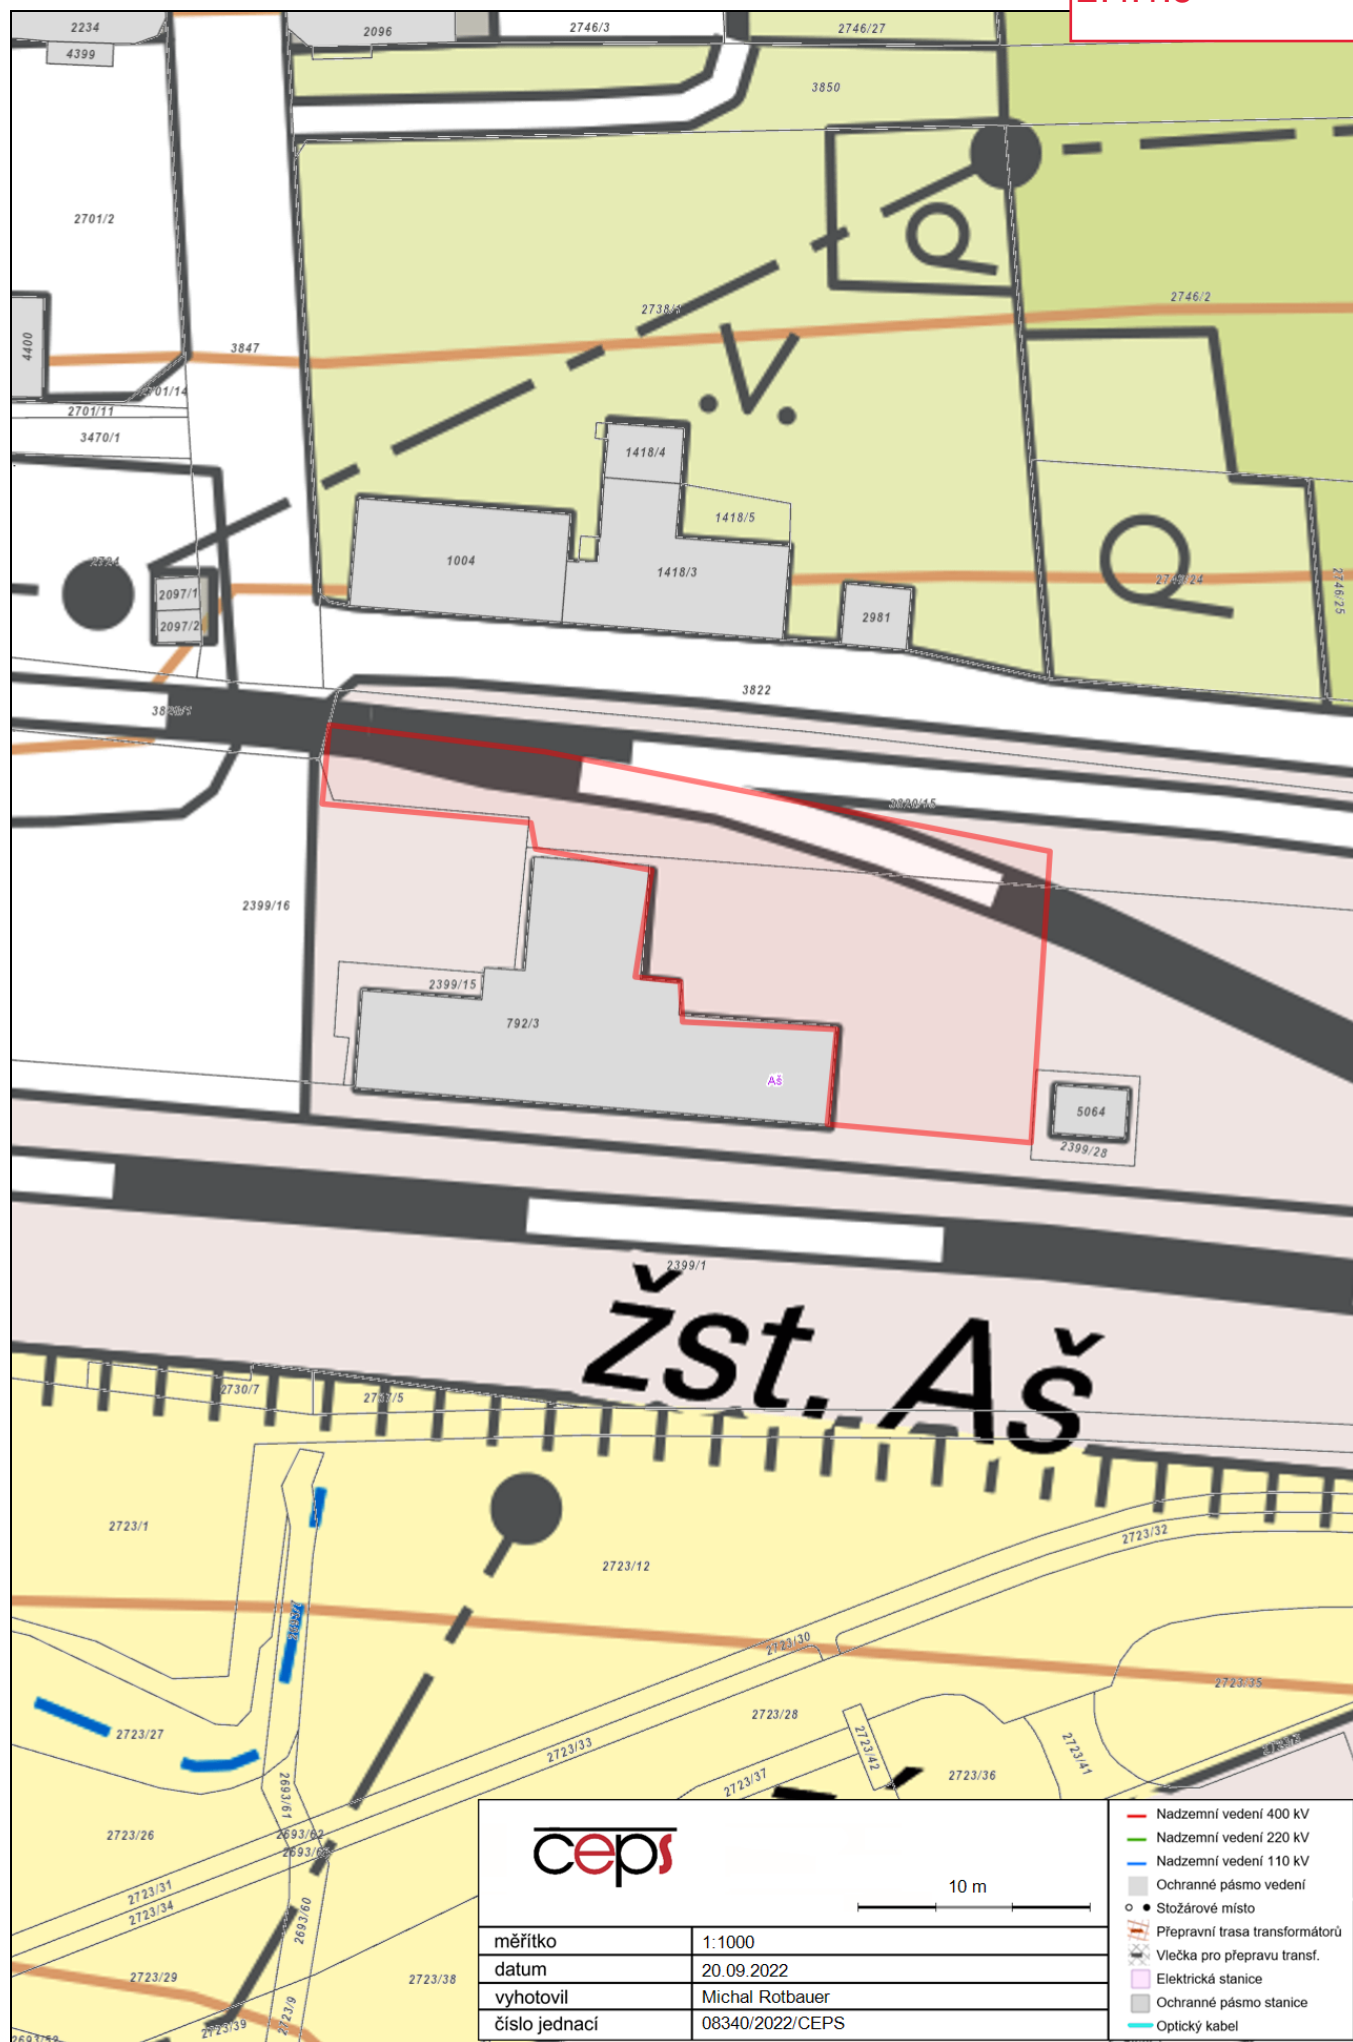 2234
2096
2746/3
2746/27
4399
3850
2701/2
2738/1
2746/2
4400
3847
2701/11
3470/1
1418/4
.V.
1418/5
1004
1418/3
2097/1
2097/2
2981
2746/25
3822
2399/16
2399/15
792/3
Aš
5064
2399/28
2399/1
žst. Aš
2730/7
2723/1
2723/12
2723/32
2723/30
2723/35
2723/28
2723/27
2723/33
2723/42
2723/41
2723/37
2723/36
2693/61
2723/26
2693/62
2723/31
2723/34
2693/60
2723/29
2723/38
2723/9
2723/39
ceps
10 m
měřítko 1:1000
datum 20.09.2022
vyhotovil Michal Rotbauer
číslo jednací 08340/2022/CEPS
Nadzemní vedení 400 kV
Nadzemní vedení 220 kV
Nadzemní vedení 110 kV
Ochranné pásmo vedení
Stožárové místo
Přepravní trasa transformátorů
Vlečka pro přepravu transf.
Elektrická stanice
Ochranné pásmo stanice
Optický kabel